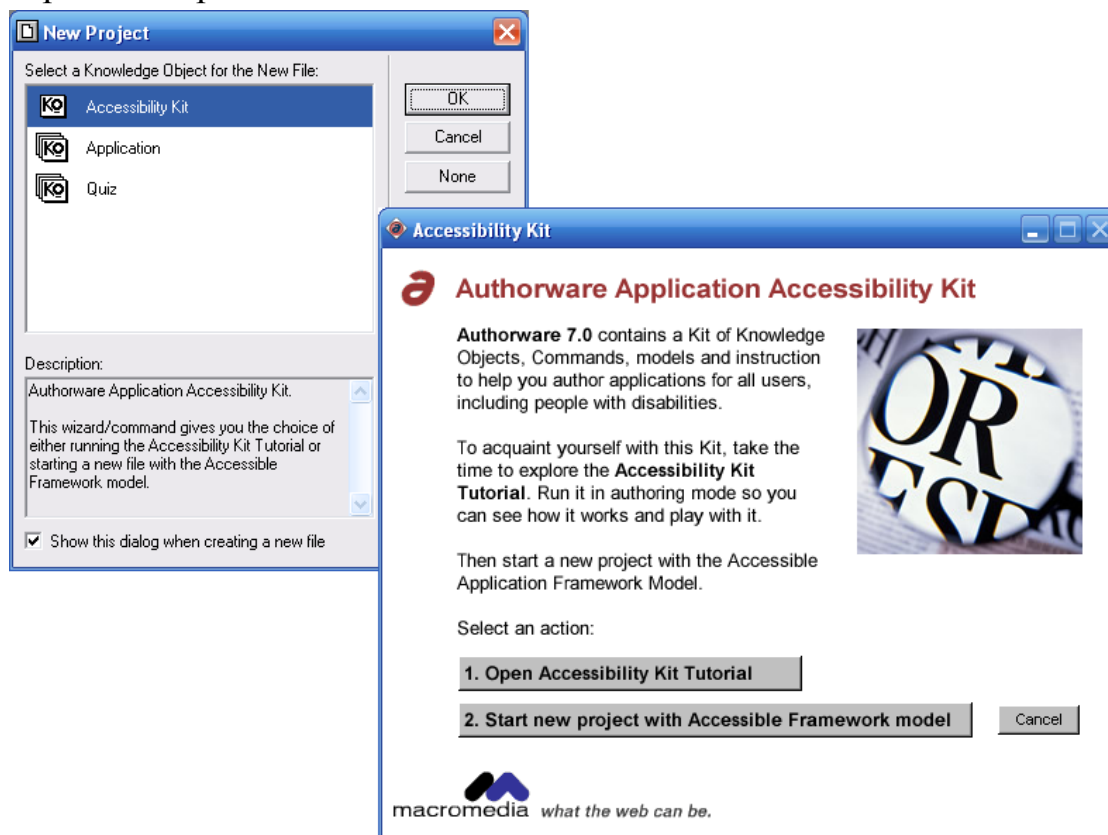 New Project
Select a Knowledge Object for the New File:
Accessibility Kit
Application
Quiz
OK
Cancel
None
Description:
Authorware Application Accessibility Kit.
This wizard/command gives you the choice of
either running the Accessibility Kit Tutorial or
starting a new file with the Accessible
Framework model.
Show this dialog when creating a new file
Accessibility Kit
Authorware Application Accessibility Kit
Authorware 7.0 contains a Kit of Knowledge
Objects, Commands, models and instruction
to help you author applications for all users,
including people with disabilities.
To acquaint yourself with this Kit, take the
time to explore the Accessibility Kit
Tutorial. Run it in authoring mode so you
can see how it works and play with it.
Then start a new project with the Accessible
Application Framework Model.
Select an action:
1. Open Accessibility Kit Tutorial
2. Start new project with Accessible Framework model
Cancel
OR
macromedia what the web can be.